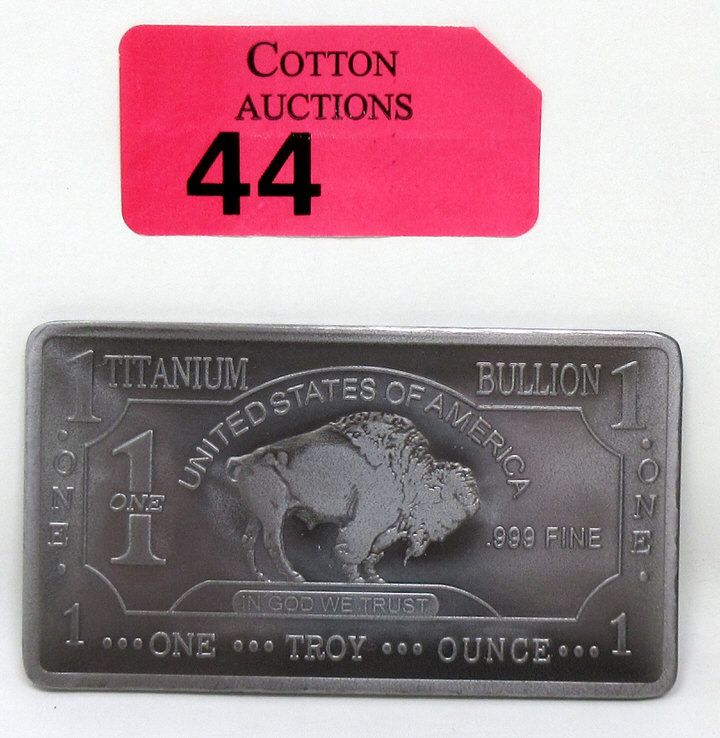 COTTON
AUCTIONS
44
1 TITANIUM BULLION 1
UNITED STATES OF AMERICA
1
ONE
.999 FINE
·ONE·
·ONE·
IN GOD WE TRUST
1 ••• ONE ••• TROY ••• OUNCE ••• 1